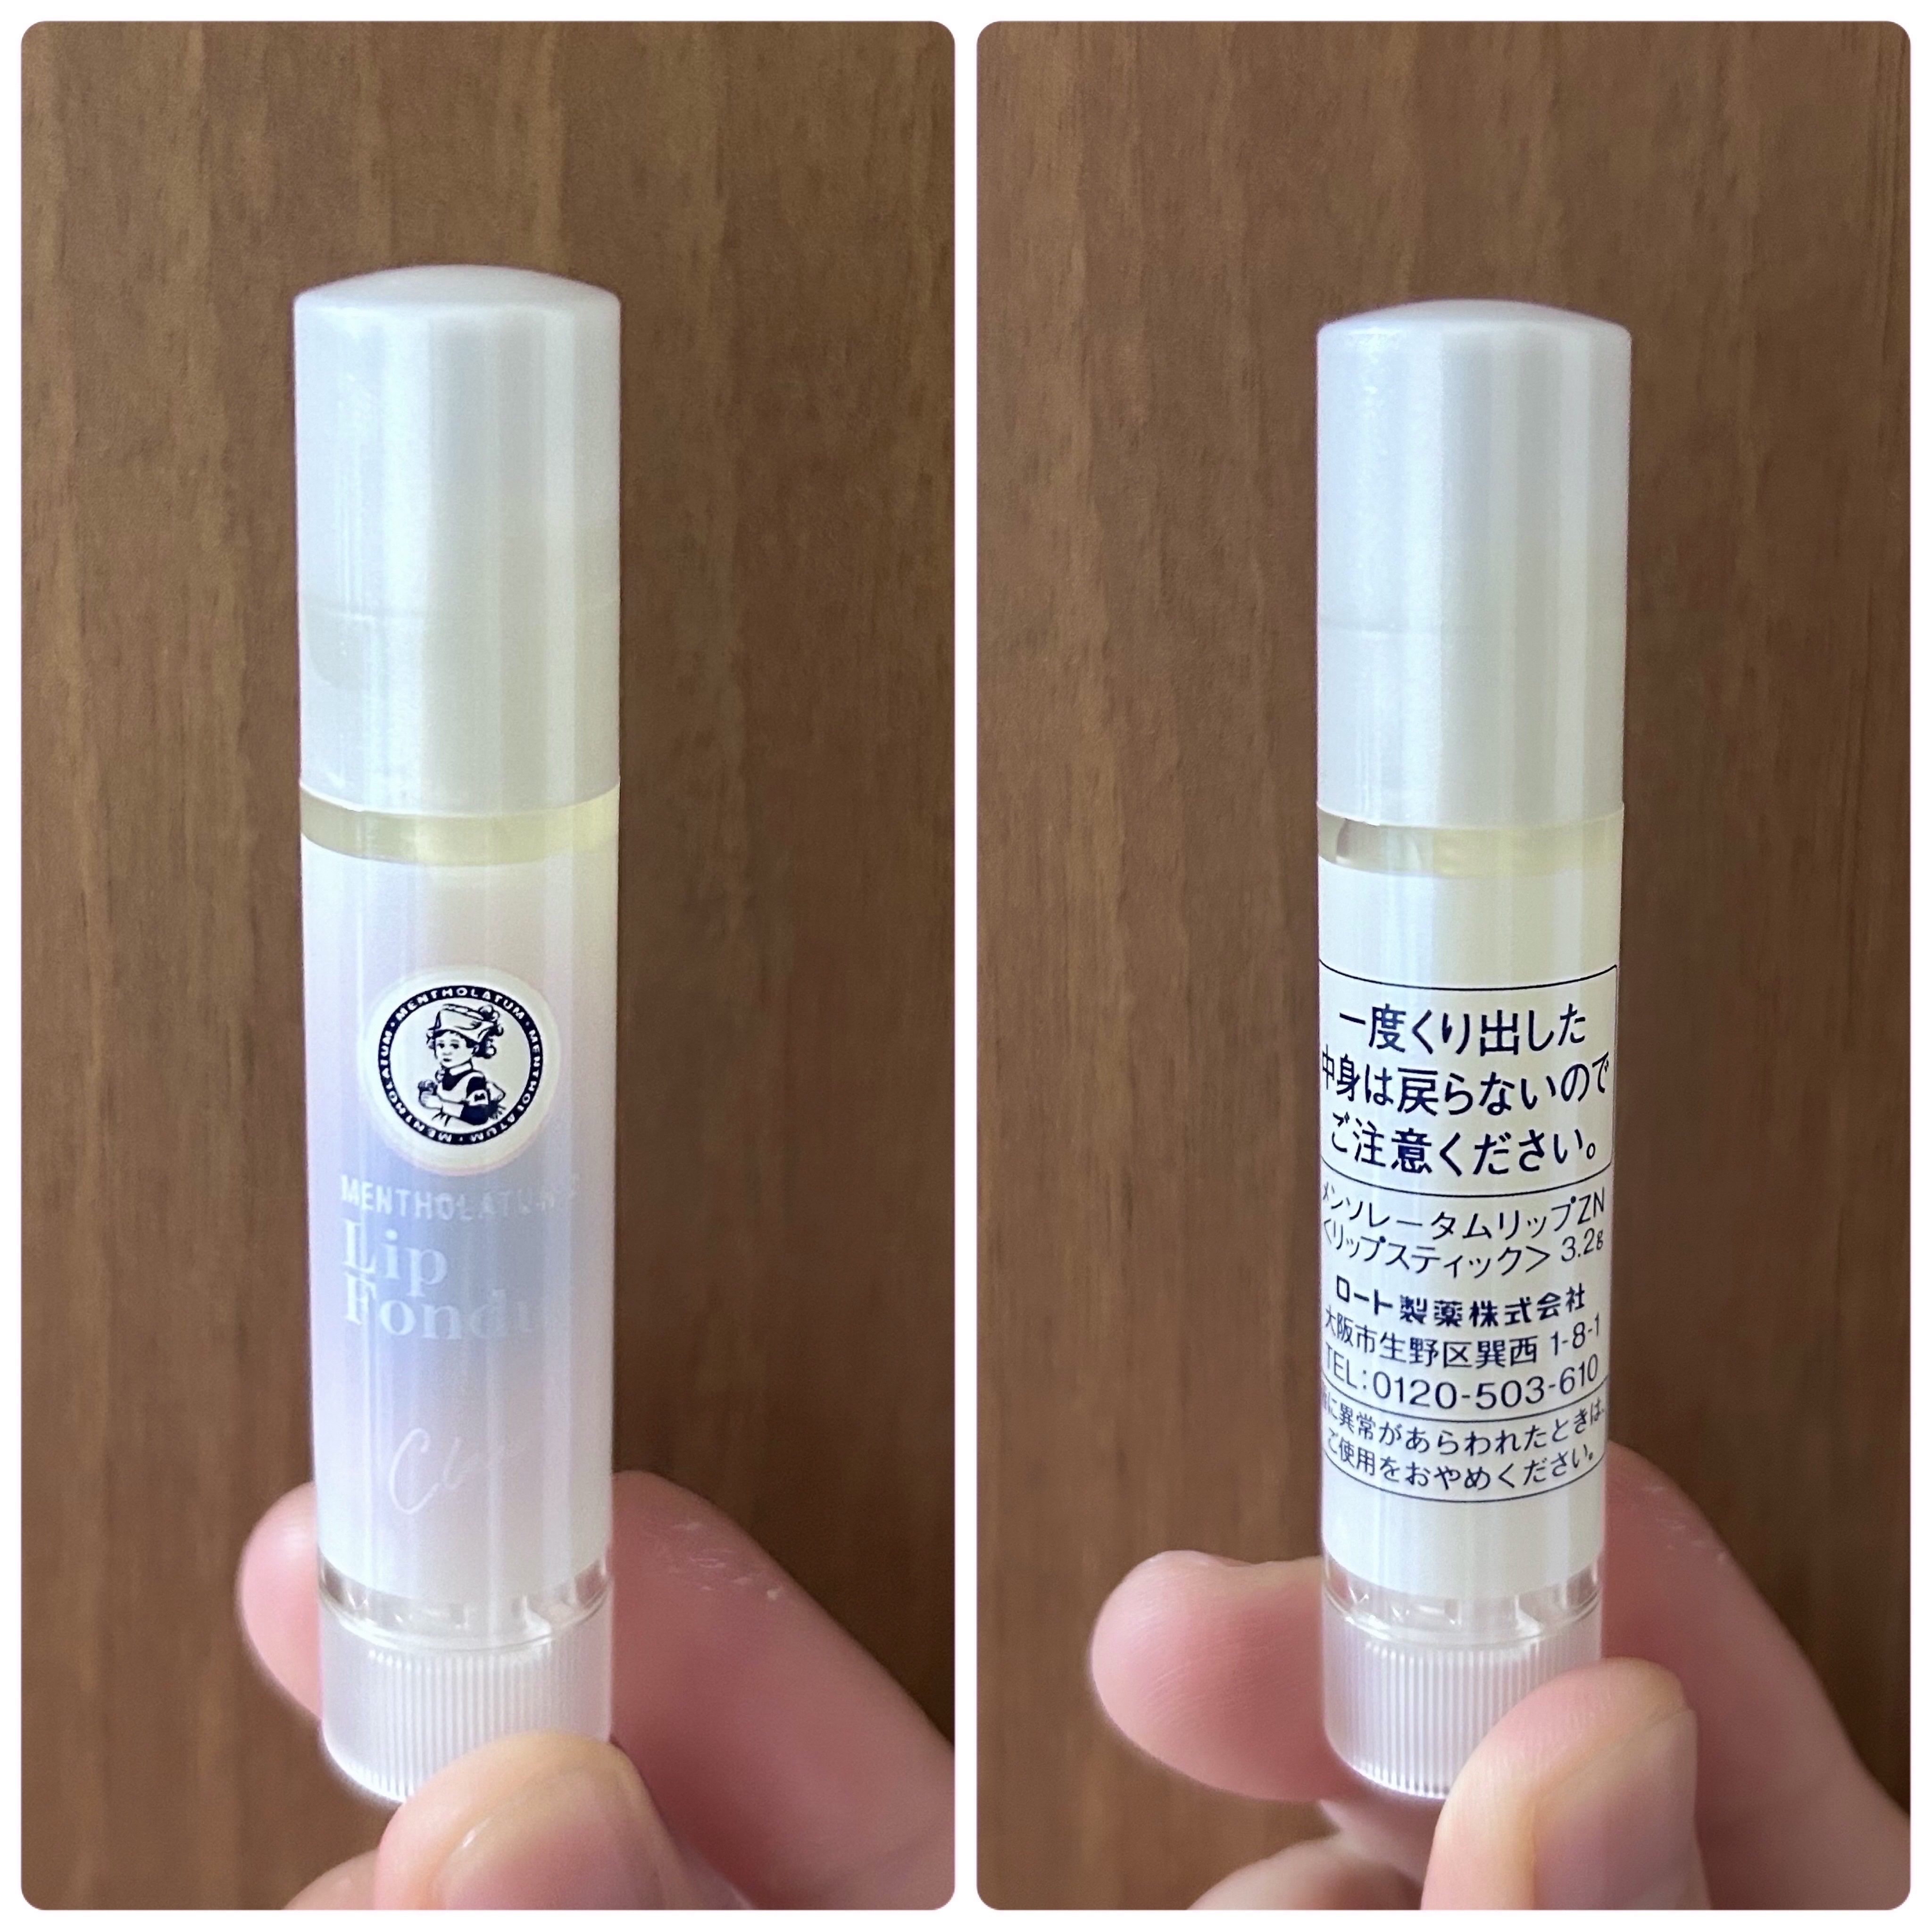 MENTHOLATUM · MENTHOLATUM · MENTHOLATUM ·
M
MENTHOLATUM
Lip
Fondue
一度くり出した
中身は戻らないので
ご注意ください。
メンソレータムリップZN
<リップスティック> 3.2g
ロート製薬株式会社
大阪市生野区巽西 1-8-1
TEL:0120-503-610
に異常があらわれたときは、
ご使用をおやめください。